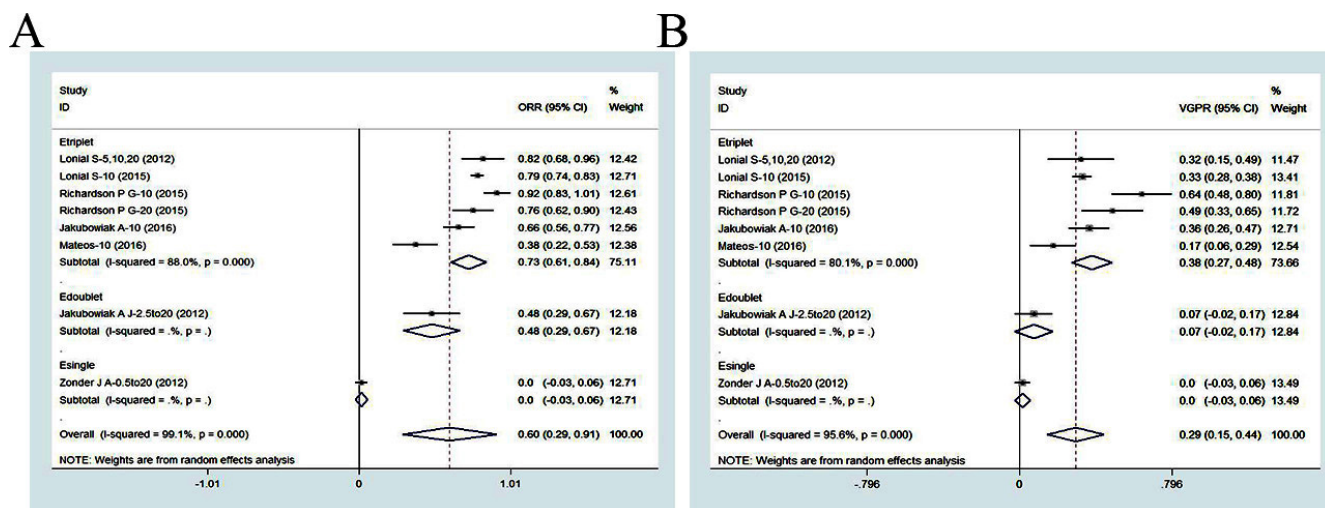 A
Study %
ID ORR (95% CI) Weight
Etriplet
Lonial S-5,10,20 (2012) 0.82 (0.68, 0.96) 12.42
Lonial S-10 (2015) 0.79 (0.74, 0.83) 12.71
Richardson P G-10 (2015) 0.92 (0.83, 1.01) 12.61
Richardson P G-20 (2015) 0.76 (0.62, 0.90) 12.43
Jakubowiak A-10 (2016) 0.66 (0.56, 0.77) 12.56
Mateos-10 (2016) 0.38 (0.22, 0.53) 12.38
Subtotal (I-squared = 88.0%, p = 0.000) 0.73 (0.61, 0.84) 75.11
.
Edoublet
Jakubowiak A J-2.5to20 (2012) 0.48 (0.29, 0.67) 12.18
Subtotal (I-squared = .%, p = .) 0.48 (0.29, 0.67) 12.18
.
Esingle
Zonder J A-0.5to20 (2012) 0.0 (-0.03, 0.06) 12.71
Subtotal (I-squared = .%, p = .) 0.0 (-0.03, 0.06) 12.71
.
Overall (I-squared = 99.1%, p = 0.000) 0.60 (0.29, 0.91) 100.00
NOTE: Weights are from random effects analysis
-1.01 0 1.01
B
Study %
ID VGPR (95% CI) Weight
Etriplet
Lonial S-5,10,20 (2012) 0.32 (0.15, 0.49) 11.47
Lonial S-10 (2015) 0.33 (0.28, 0.38) 13.41
Richardson P G-10 (2015) 0.64 (0.48, 0.80) 11.81
Richardson P G-20 (2015) 0.49 (0.33, 0.65) 11.72
Jakubowiak A-10 (2016) 0.36 (0.26, 0.47) 12.71
Mateos-10 (2016) 0.17 (0.06, 0.29) 12.54
Subtotal (I-squared = 80.1%, p = 0.000) 0.38 (0.27, 0.48) 73.66
.
Edoublet
Jakubowiak A J-2.5to20 (2012) 0.07 (-0.02, 0.17) 12.84
Subtotal (I-squared = .%, p = .) 0.07 (-0.02, 0.17) 12.84
.
Esingle
Zonder J A-0.5to20 (2012) 0.0 (-0.03, 0.06) 13.49
Subtotal (I-squared = .%, p = .) 0.0 (-0.03, 0.06) 13.49
.
Overall (I-squared = 95.6%, p = 0.000) 0.29 (0.15, 0.44) 100.00
NOTE: Weights are from random effects analysis
-.796 0 .796